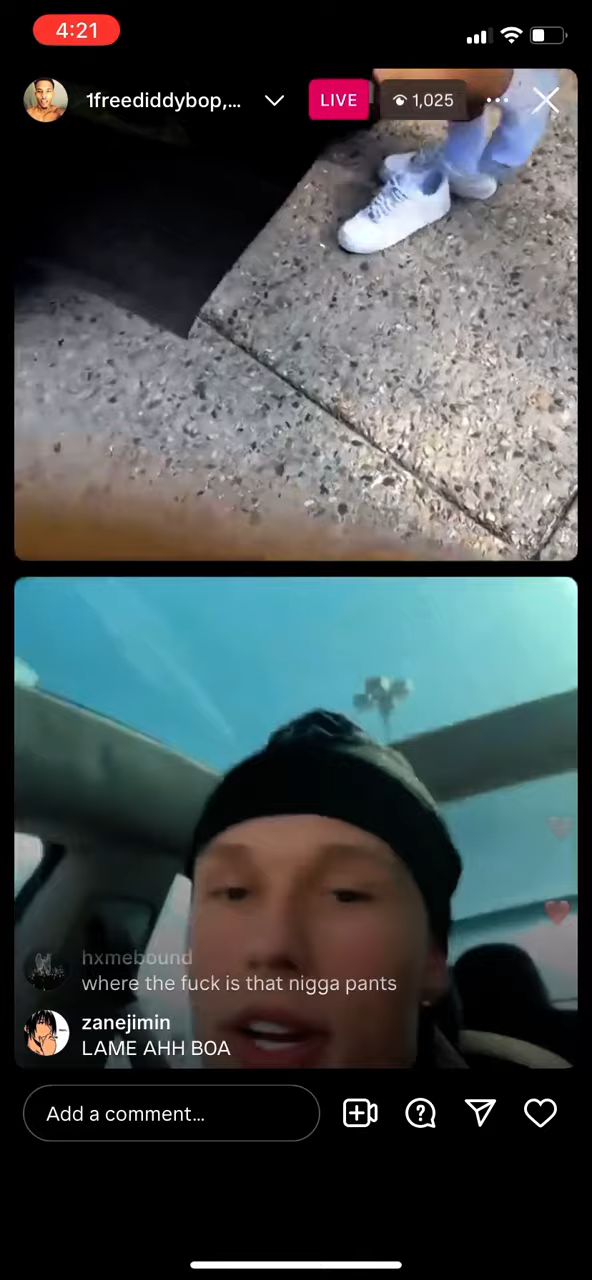 4:21
1freediddybop,...
LIVE
1,025
hxmebound
where the fuck is that nigga pants
zanejimin
LAME AHH BOA
Add a comment...